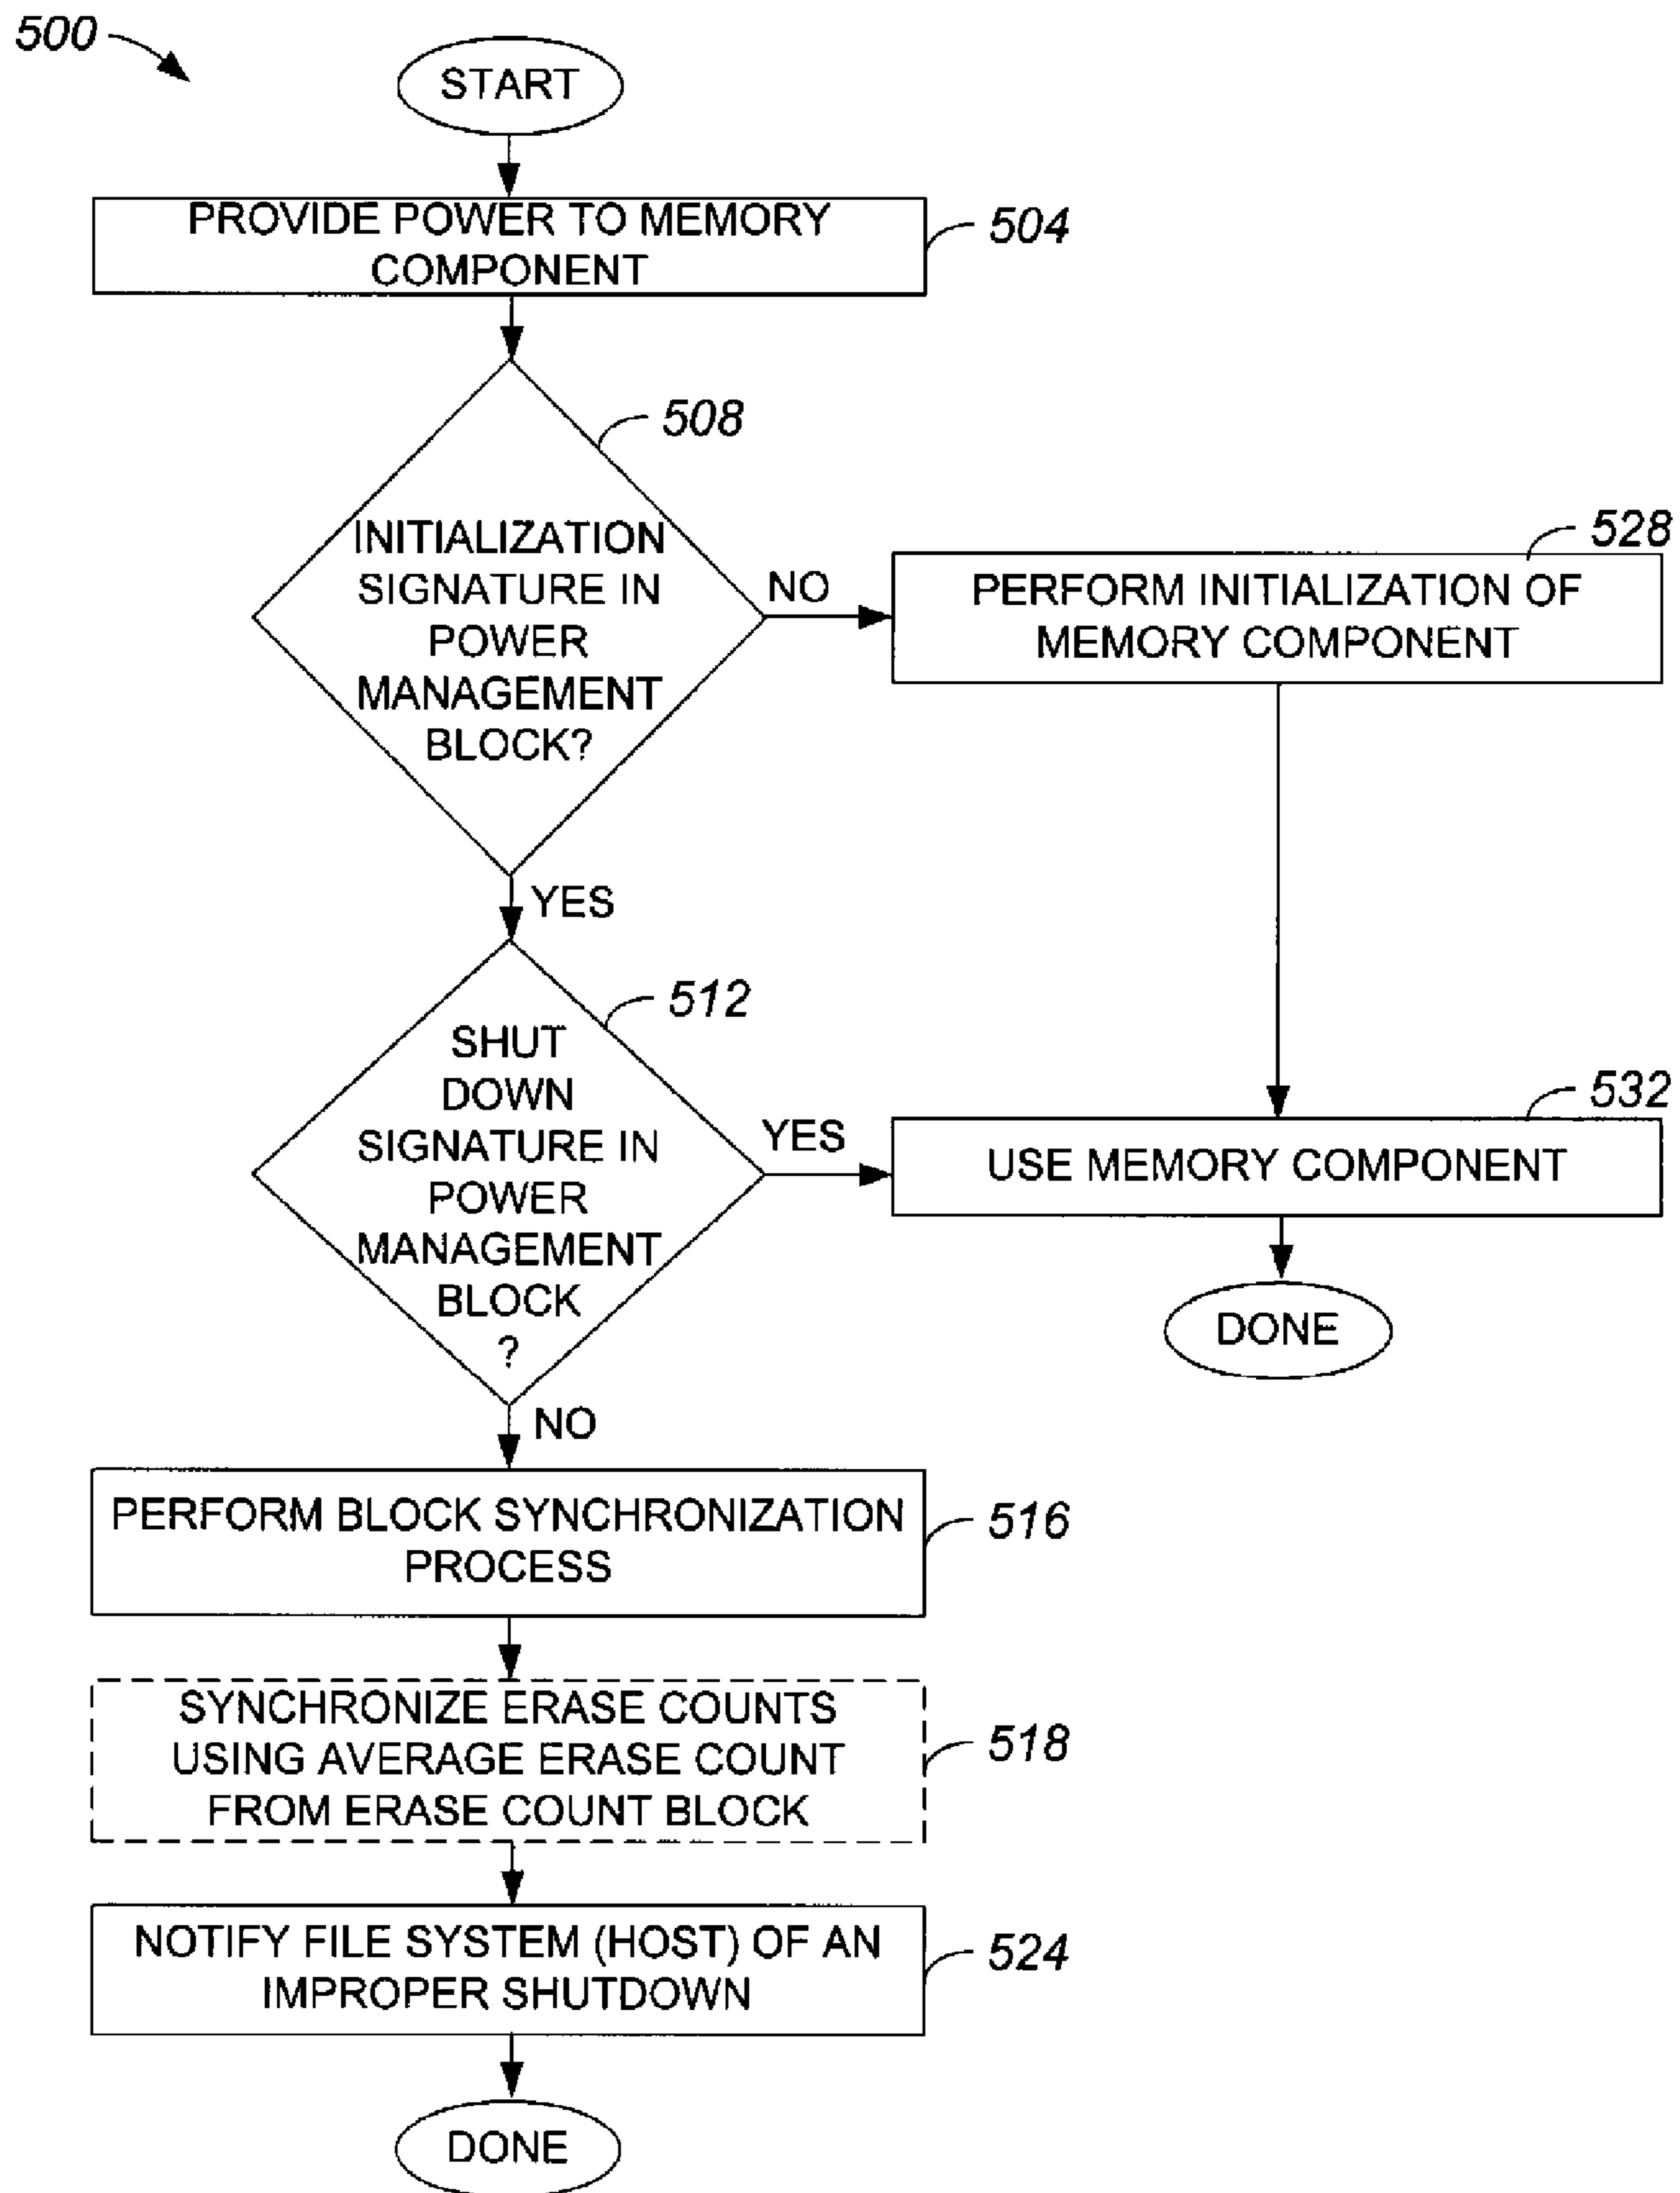 500
START
PROVIDE POWER TO MEMORY
COMPONENT
504
508
INITIALIZATION
SIGNATURE IN
POWER
MANAGEMENT
BLOCK?
NO
528
PERFORM INITIALIZATION OF
MEMORY COMPONENT
YES
512
SHUT
DOWN
SIGNATURE IN
POWER
MANAGEMENT
BLOCK
?
YES
532
USE MEMORY COMPONENT
DONE
NO
PERFORM BLOCK SYNCHRONIZATION
PROCESS
516
SYNCHRONIZE ERASE COUNTS
USING AVERAGE ERASE COUNT
FROM ERASE COUNT BLOCK
518
NOTIFY FILE SYSTEM (HOST) OF AN
IMPROPER SHUTDOWN
524
DONE